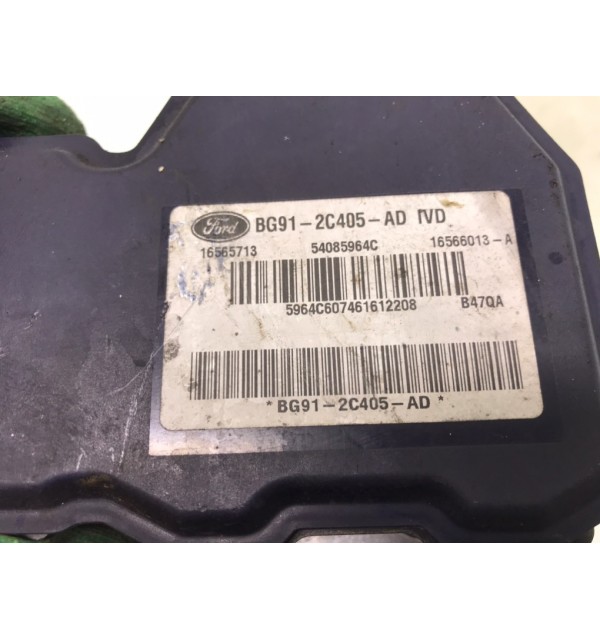 Ford BG91-2C405-AD IVD
16565713 54085964C 16566013-A
5964C607461612208 B47QA
*BG91-2C405-AD*